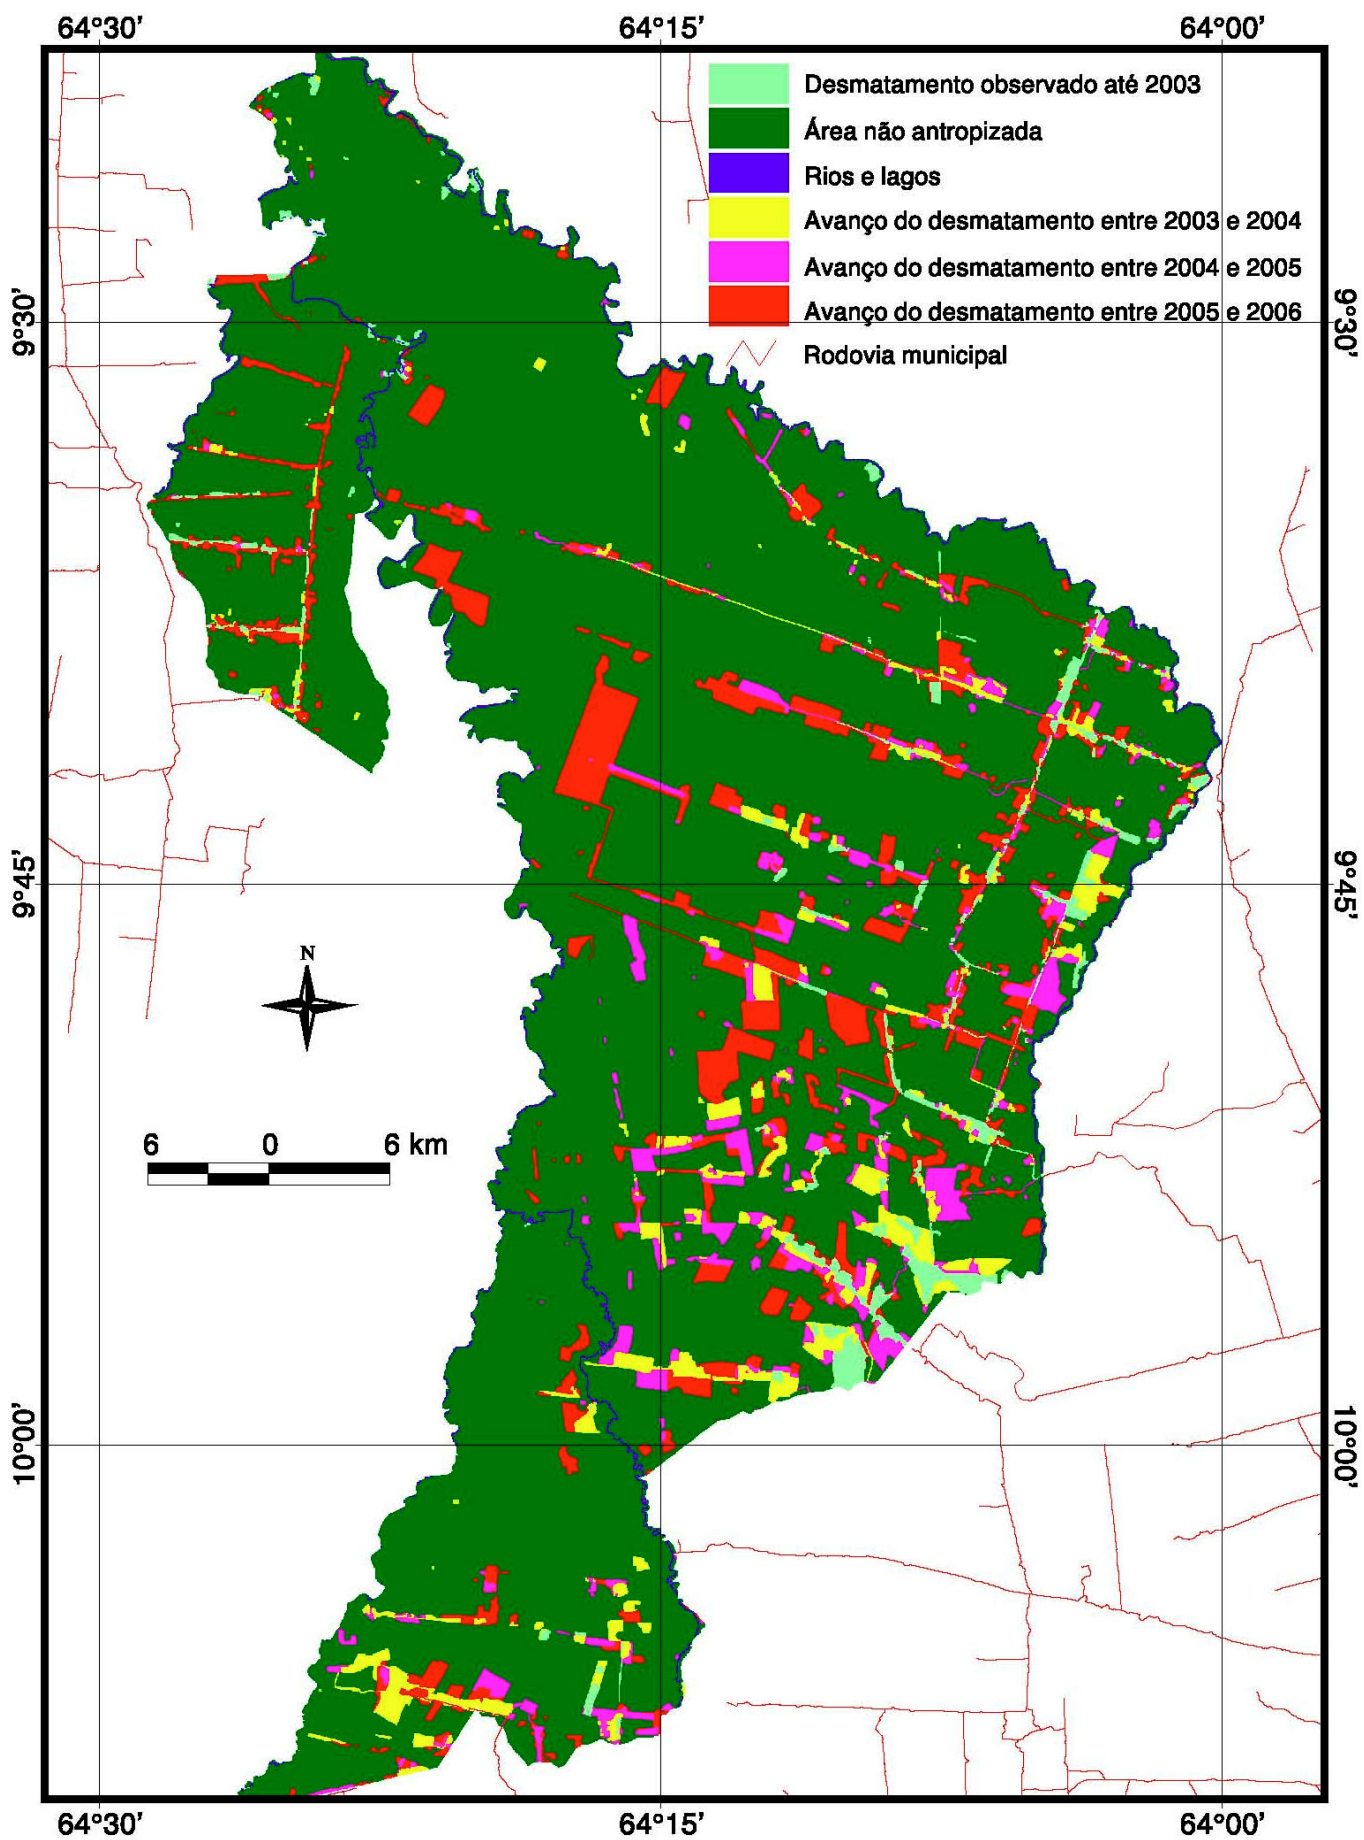 64°30' 64°15' 64°00'
Desmatamento observado até 2003
Área não antropizada
Rios e lagos
Avanço do desmatamento entre 2003 e 2004
Avanço do desmatamento entre 2004 e 2005
Avanço do desmatamento entre 2005 e 2006
Rodovia municipal
9°30' 9°30'
9°45' 9°45'
N
6 0 6 km
10°00' 10°00'
64°30' 64°15' 64°00'